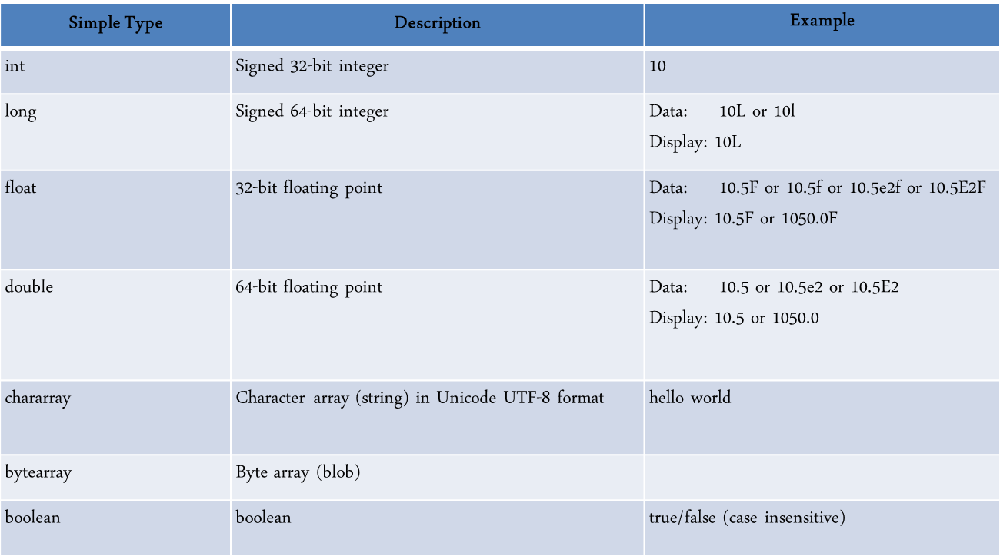 Simple Type Description Example
int Signed 32-bit integer 10
long Signed 64-bit integer Data: 10L or 10l
Display: 10L
float 32-bit floating point Data: 10.5F or 10.5f or 10.5e2f or 10.5E2F
Display: 10.5F or 1050.0F
double 64-bit floating point Data: 10.5 or 10.5e2 or 10.5E2
Display: 10.5 or 1050.0
chararray Character array (string) in Unicode UTF-8 format hello world
bytearray Byte array (blob)
boolean boolean true/false (case insensitive)